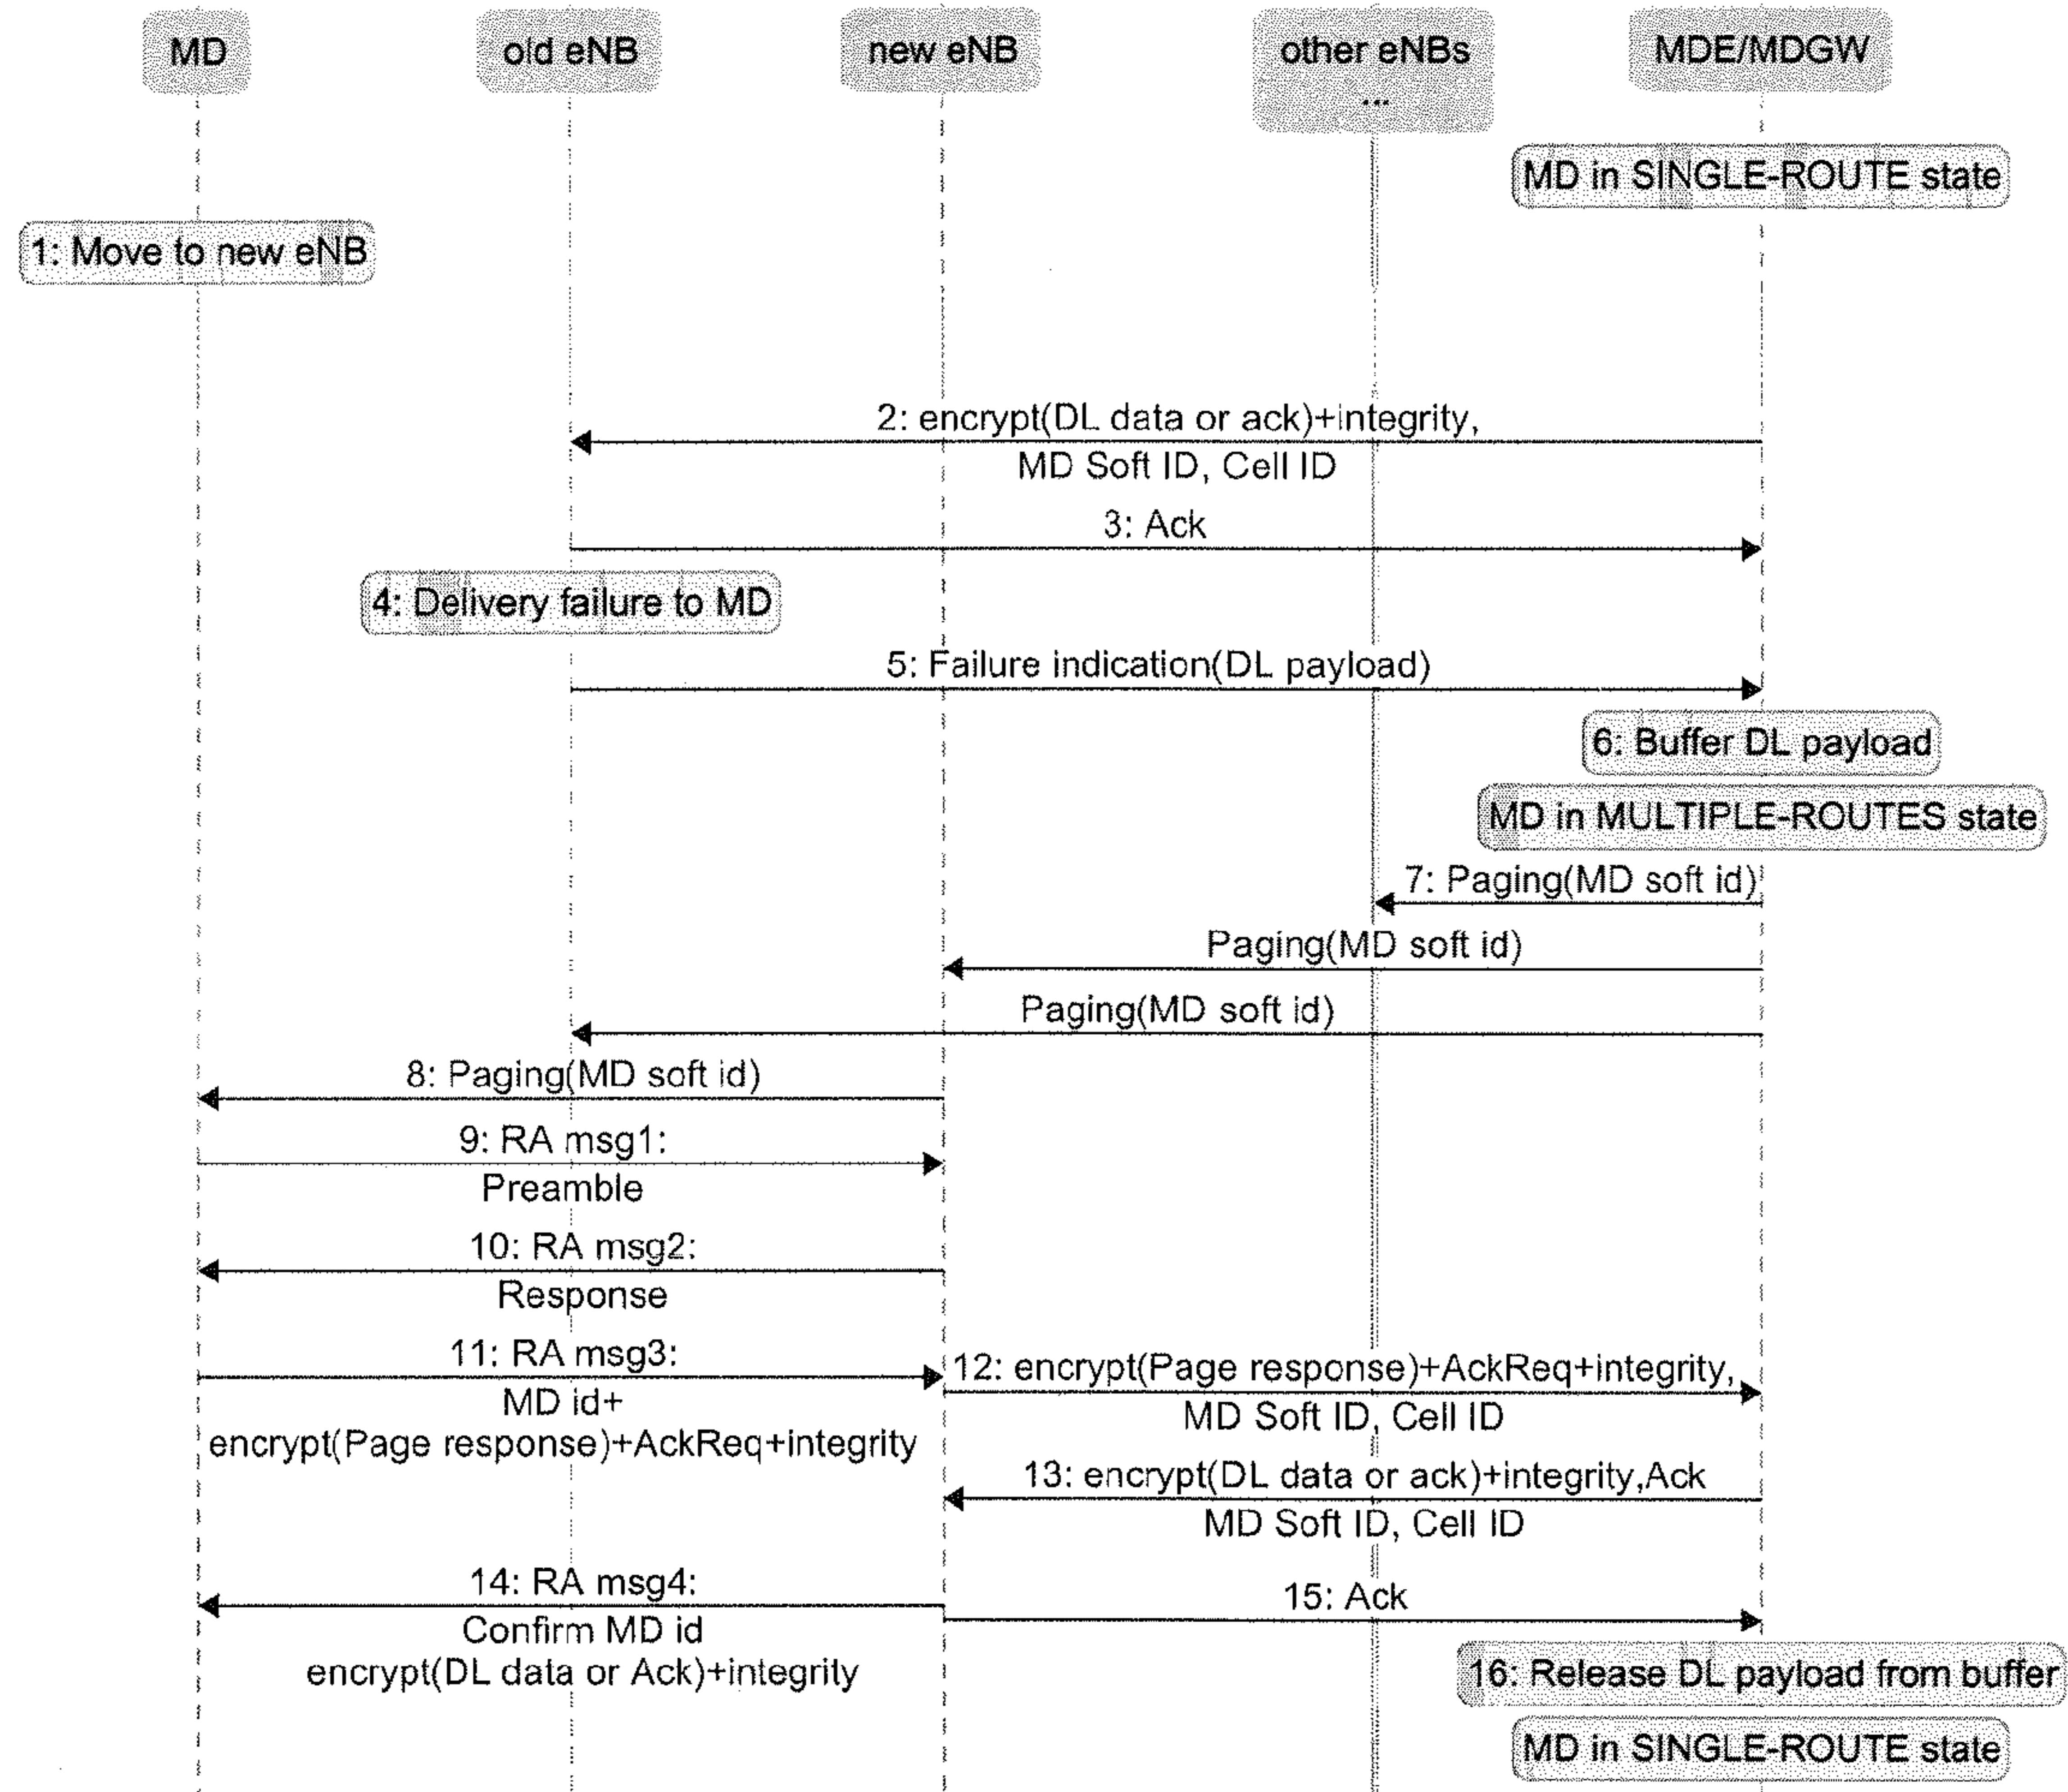 MD
old eNB
new eNB
other eNBs
...
MDE/MDGW
MD in SINGLE-ROUTE state
1: Move to new eNB
2: encrypt(DL data or ack)+integrity,
MD Soft ID, Cell ID
3: Ack
4: Delivery failure to MD
5: Failure indication(DL payload)
6: Buffer DL payload
MD in MULTIPLE-ROUTES state
7: Paging(MD soft id)
Paging(MD soft id)
Paging(MD soft id)
8: Paging(MD soft id)
9: RA msg1:
Preamble
10: RA msg2:
Response
11: RA msg3:
MD id+
encrypt(Page response)+AckReq+integrity
12: encrypt(Page response)+AckReq+integrity,
MD Soft ID, Cell ID
13: encrypt(DL data or ack)+integrity,Ack
MD Soft ID, Cell ID
14: RA msg4:
Confirm MD id
encrypt(DL data or Ack)+integrity
15: Ack
16: Release DL payload from buffer
MD in SINGLE-ROUTE state